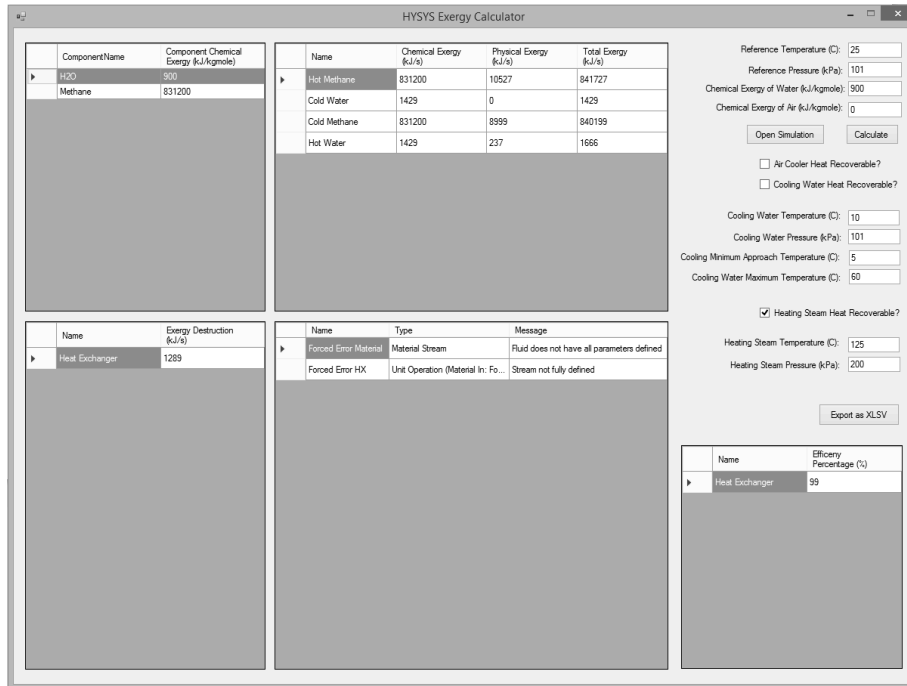 HYSYS Exergy Calculator
ComponentName Component Chemical Exergy (kJ/kgmole)
H2O 900
Methane 831200
Name Chemical Exergy (kJ/s) Physical Exergy (kJ/s) Total Exergy (kJ/s)
Hot Methane 831200 10527 841727
Cold Water 1429 0 1429
Cold Methane 831200 8999 840199
Hot Water 1429 237 1666
Reference Temperature (C): 25
Reference Pressure (kPa): 101
Chemical Exergy of Water (kJ/kgmole): 900
Chemical Exergy of Air (kJ/kgmole): 0
Open Simulation Calculate
Air Cooler Heat Recoverable?
Cooling Water Heat Recoverable?
Cooling Water Temperature (C): 10
Cooling Water Pressure (kPa): 101
Cooling Minimum Approach Temperature (C): 5
Cooling Water Maximum Temperature (C): 60
Heating Steam Heat Recoverable?
Heating Steam Temperature (C): 125
Heating Steam Pressure (kPa): 200
Export as XLSV
Name Exergy Destruction (kJ/s)
Heat Exchanger 1289
Name Type Message
Forced Error Material Material Stream Fluid does not have all parameters defined
Forced Error HX Unit Operation (Material In: Fo... Stream not fully defined
Name Efficeny Percentage (%)
Heat Exchanger 99